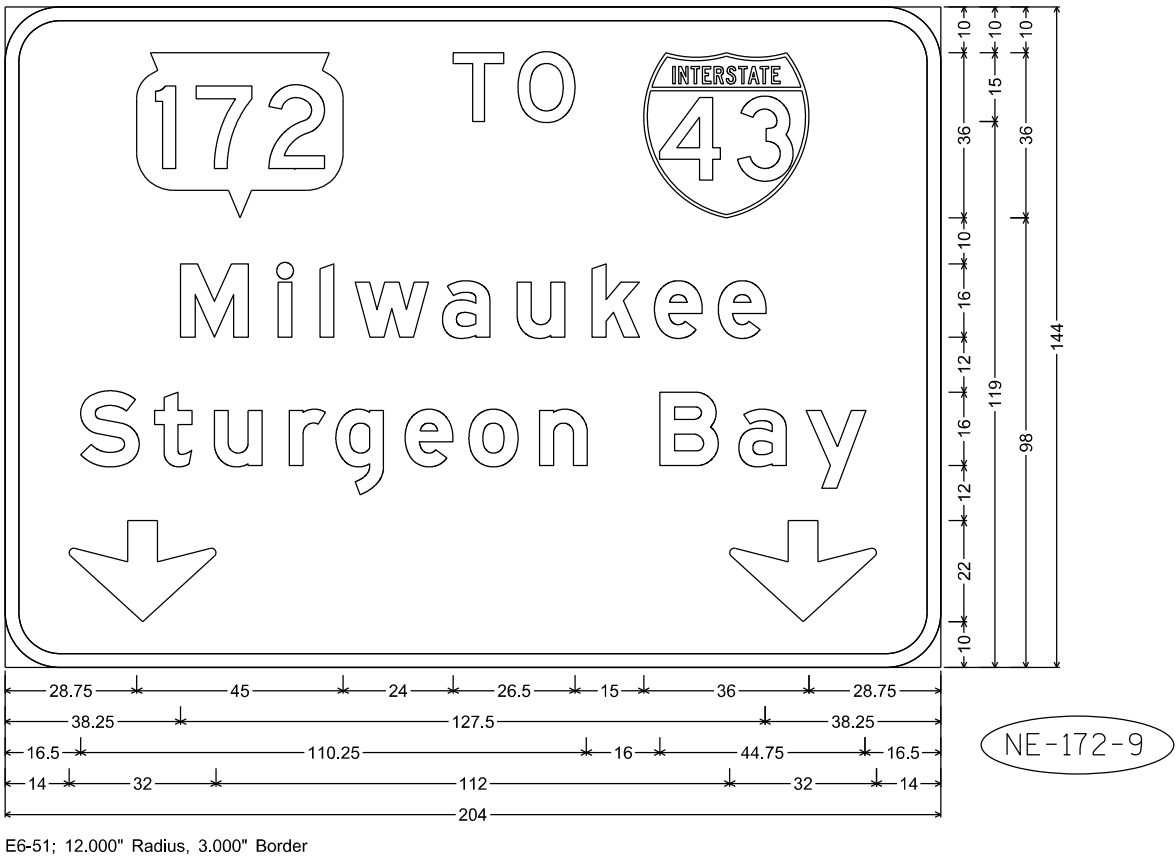 172 TO INTERSTATE 43
Milwaukee
Sturgeon Bay
10 36 10 16 12 16 12 22 10
10 15 119
10 36 98
144
28.75 45 24 26.5 15 36 28.75
38.25 127.5 38.25
16.5 110.25 16 44.75 16.5
14 32 112 32 14
204
NE-172-9
E6-51; 12.000" Radius, 3.000" Border